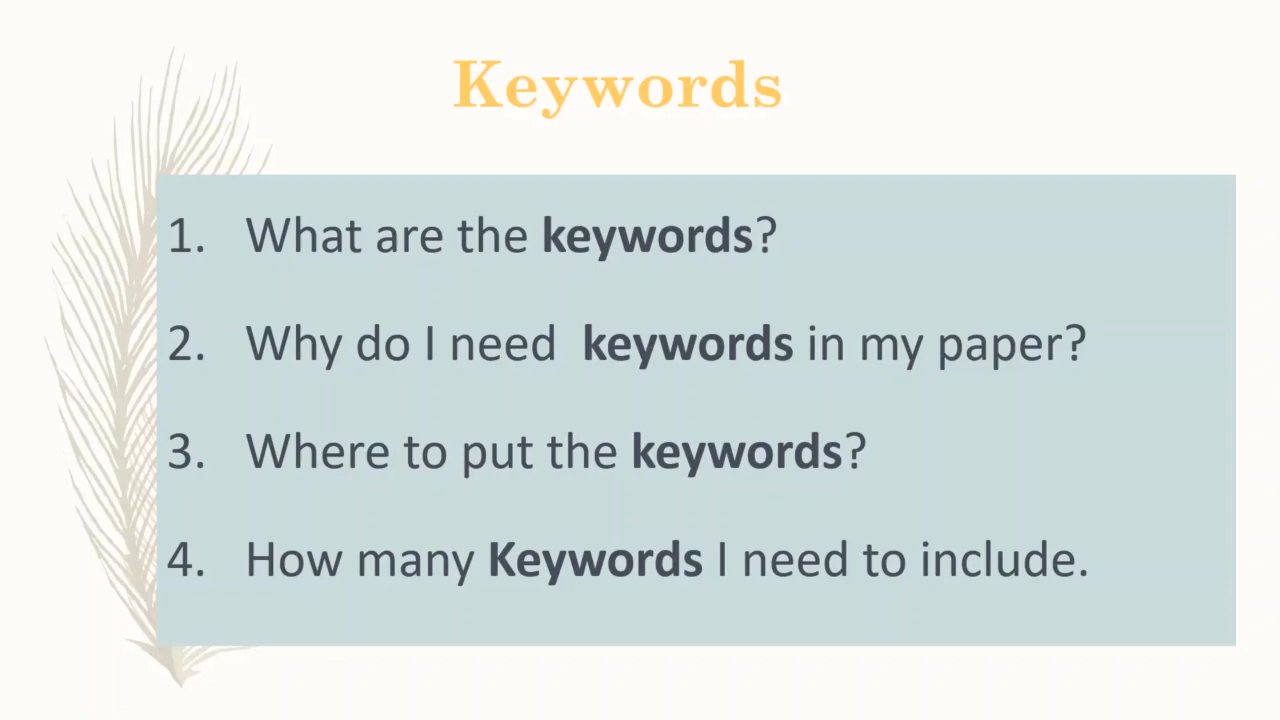 Keywords
1. What are the keywords?
2. Why do I need keywords in my paper?
3. Where to put the keywords?
4. How many Keywords I need to include.